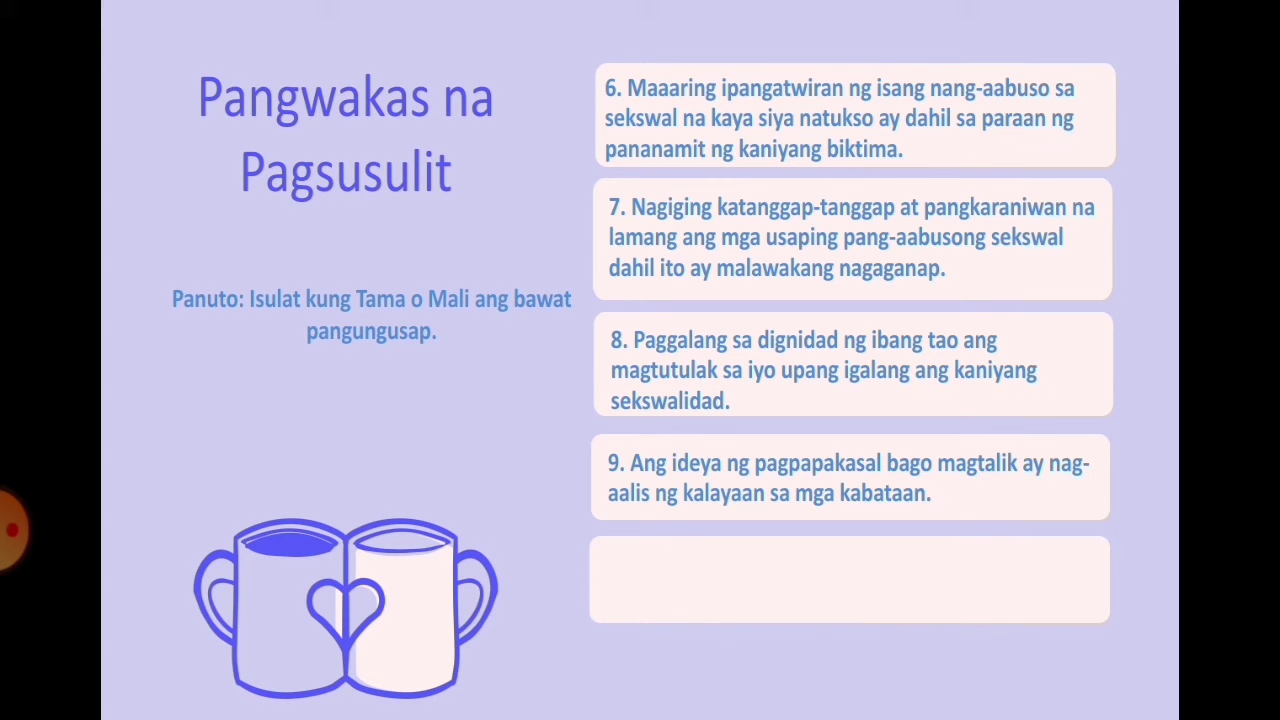 Pangwakas na
Pagsusulit
Panuto: Isulat kung Tama o Mali ang bawat
pangungusap.
6. Maaaring ipangatwiran ng isang nang-aabuso sa
sekswal na kaya siya natukso ay dahil sa paraan ng
pananamit ng kaniyang biktima.
7. Nagiging katanggap-tanggap at pangkaraniwan na
lamang ang mga usaping pang-aabusong sekswal
dahil ito ay malawakang nagaganap.
8. Paggalang sa dignidad ng ibang tao ang
magtutulak sa iyo upang igalang ang kaniyang
sekswalidad.
9. Ang ideya ng pagpapakasal bago magtalik ay nag-
aalis ng kalayaan sa mga kabataan.